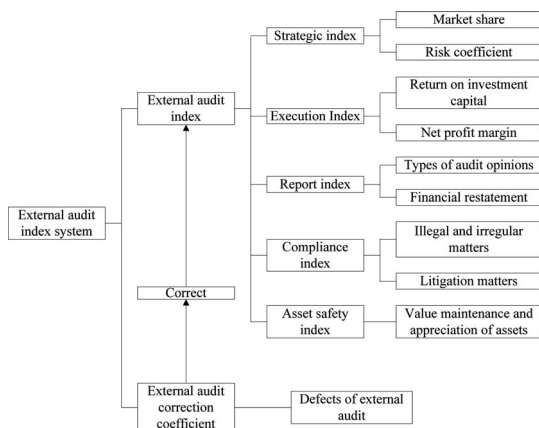 External audit
index system
External audit
index
Correct
External audit
correction
coefficient
Strategic index
Execution Index
Report index
Compliance
index
Asset safety
index
Defects of external
audit
Market share
Risk coefficient
Return on investment
capital
Net profit margin
Types of audit opinions
Financial restatement
Illegal and irregular
matters
Litigation matters
Value maintenance and
appreciation of assets